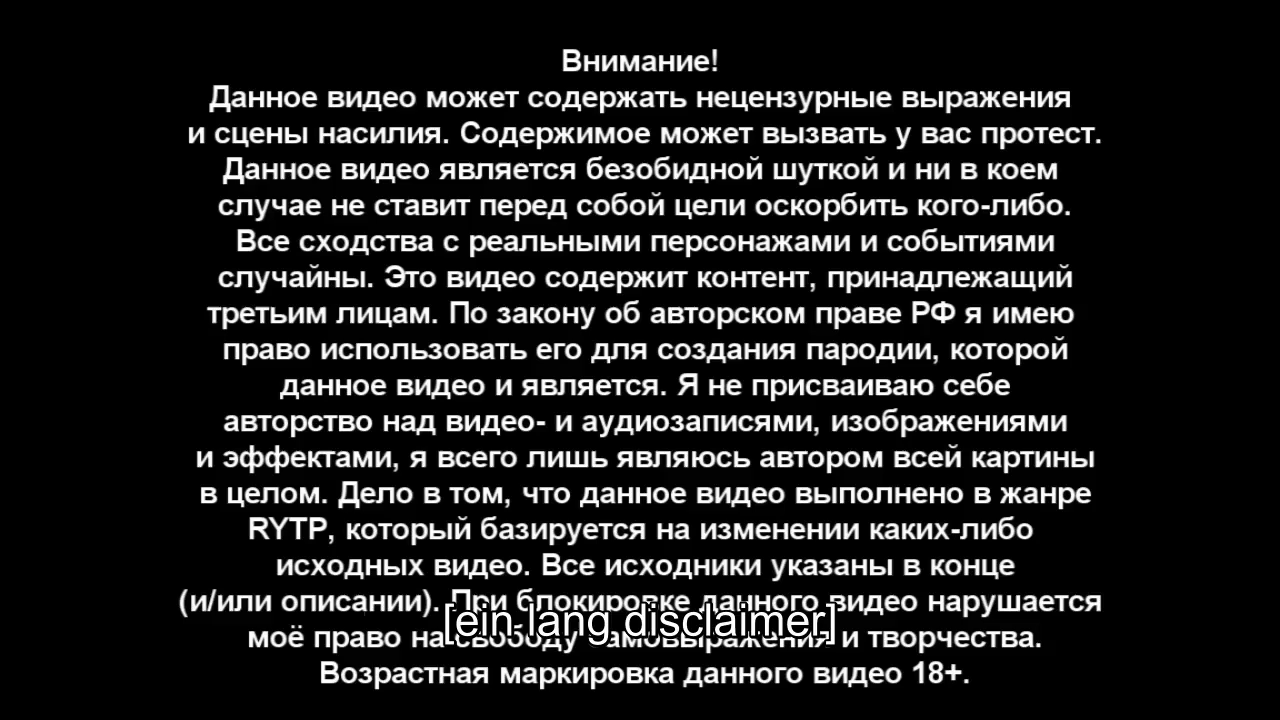 Внимание!
Данное видео может содержать нецензурные выражения
и сцены насилия. Содержимое может вызвать у вас протест.
Данное видео является безобидной шуткой и ни в коем
случае не ставит перед собой цели оскорбить кого-либо.
Все сходства с реальными персонажами и событиями
случайны. Это видео содержит контент, принадлежащий
третьим лицам. По закону об авторском праве РФ я имею
право использовать его для создания пародии, которой
данное видео и является. Я не присваиваю себе
авторство над видео- и аудиозаписями, изображениями
и эффектами, я всего лишь являюсь автором всей картины
в целом. Дело в том, что данное видео выполнено в жанре
RYTP, который базируется на изменении каких-либо
исходных видео. Все исходники указаны в конце
(и/или описании). При блокировке данного видео нарушается
[ein lang disclaimer]
моё право на свободу самовыражения и творчества.
Возрастная маркировка данного видео 18+.